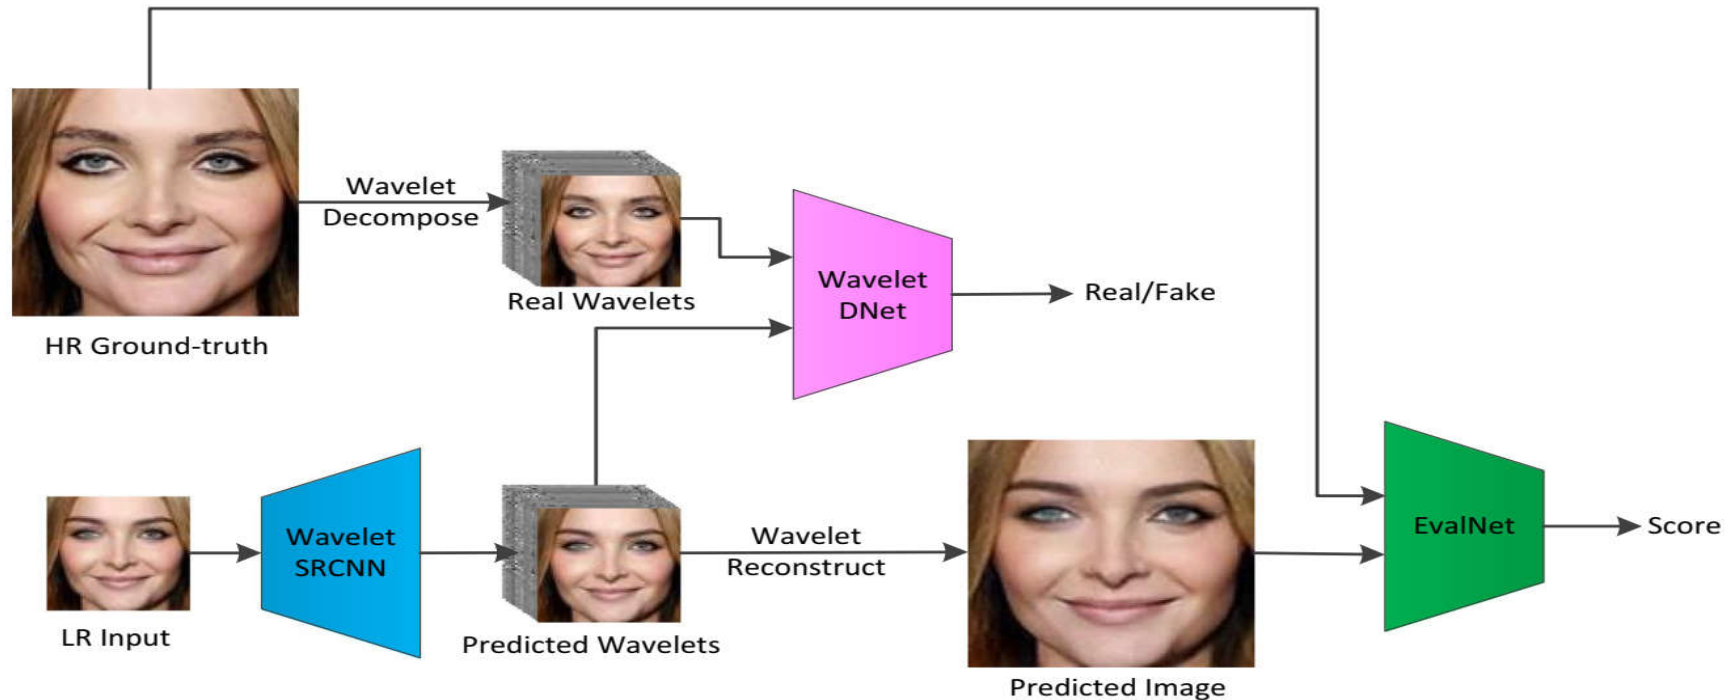 Wavelet
Decompose
Real Wavelets
HR Ground-truth
Wavelet
DNet
Real/Fake
LR Input
Wavelet
SRCNN
Predicted Wavelets
Wavelet
Reconstruct
Predicted Image
EvalNet
Score